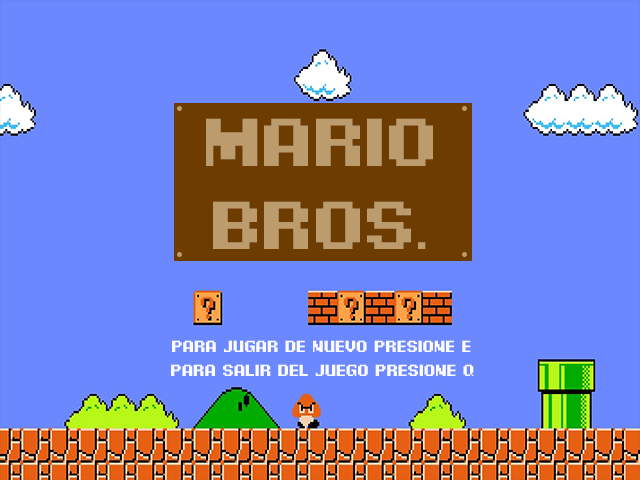 MARIO
BROS.
?
? ?
PARA JUGAR DE NUEVO PRESIONE E
PARA SALIR DEL JUEGO PRESIONE Q